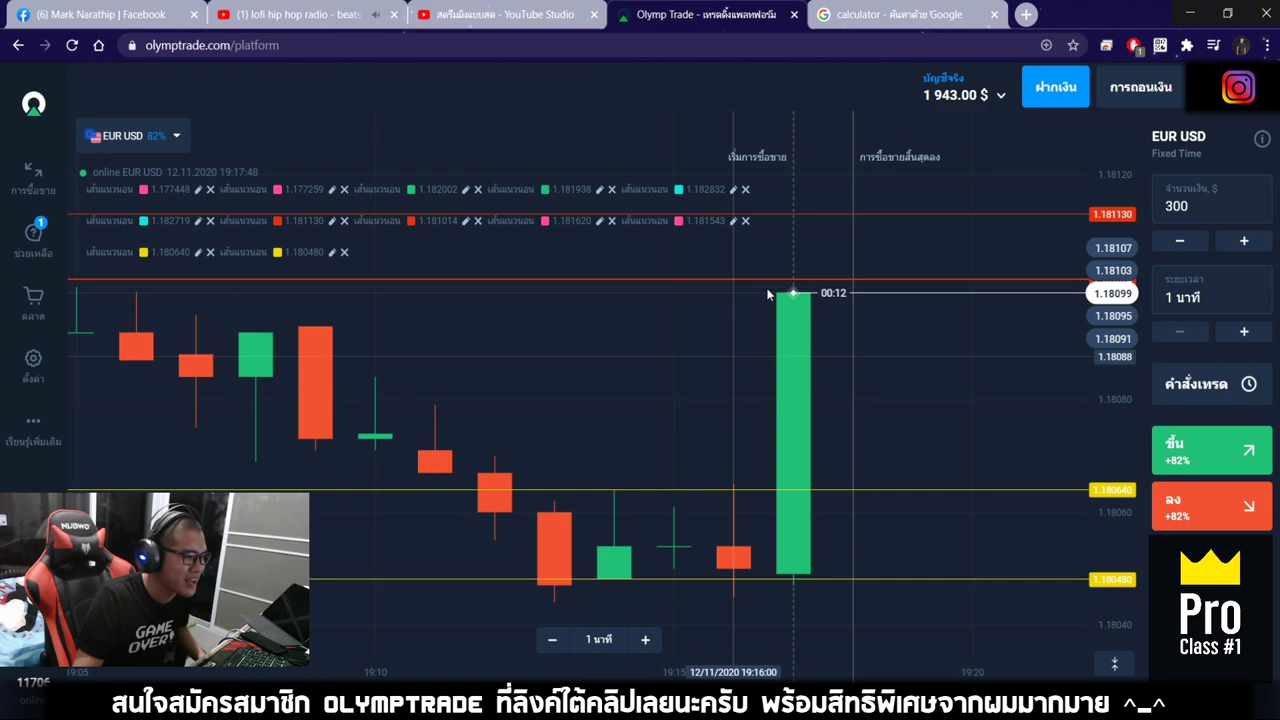 (6) Mark Narathip | Facebook
(1) lofi hip hop radio - beats
สตรีมมิงแบบสด - YouTube Studio
Olymp Trade - เทรดดิ้งแพลทฟอร์ม
calculator - ค้นหาด้วย Google
olymptrade.com/platform
1
บัญชีจริง
1 943.00 $
ฝากเงิน
การถอนเงิน
EUR USD 82%
online EUR USD 12.11.2020 19:17:48
เส้นแนวนอน 1.177448 เส้นแนวนอน 1.177259 เส้นแนวนอน 1.182002 เส้นแนวนอน 1.181938 เส้นแนวนอน 1.182832
เส้นแนวนอน 1.182719 เส้นแนวนอน 1.181130 เส้นแนวนอน 1.181014 เส้นแนวนอน 1.181620 เส้นแนวนอน 1.181543
เส้นแนวนอน 1.180640 เส้นแนวนอน 1.180480
เริ่มการซื้อขาย
การซื้อขายสิ้นสุดลง
00:12
1.18120
1.181130
1.18107
1.18103
1.18099
1.18095
1.18091
1.18088
1.18080
1.180640
1.18060
1.180480
1.18040
การซื้อขาย
1
ช่วยเหลือ
ตลาด
ตั้งค่า
เรียนรู้เพิ่มเติม
EUR USD
Fixed Time
จำนวนเงิน, $
300
ระยะเวลา
1 นาที
คำสั่งเทรด
ขึ้น
+82%
ลง
+82%
Pro
Class #1
NUBWO
GAME
OVER!
1 นาที
19:05
19:10
19:15
12/11/2020 19:16:00
19:20
11706
online
สนใจสมัครสมาชิก OLYMPTRADE ที่ลิงค์ใต้คลิปเลยนะครับ พร้อมสิทธิพิเศษจากผมมากมาย ^_^